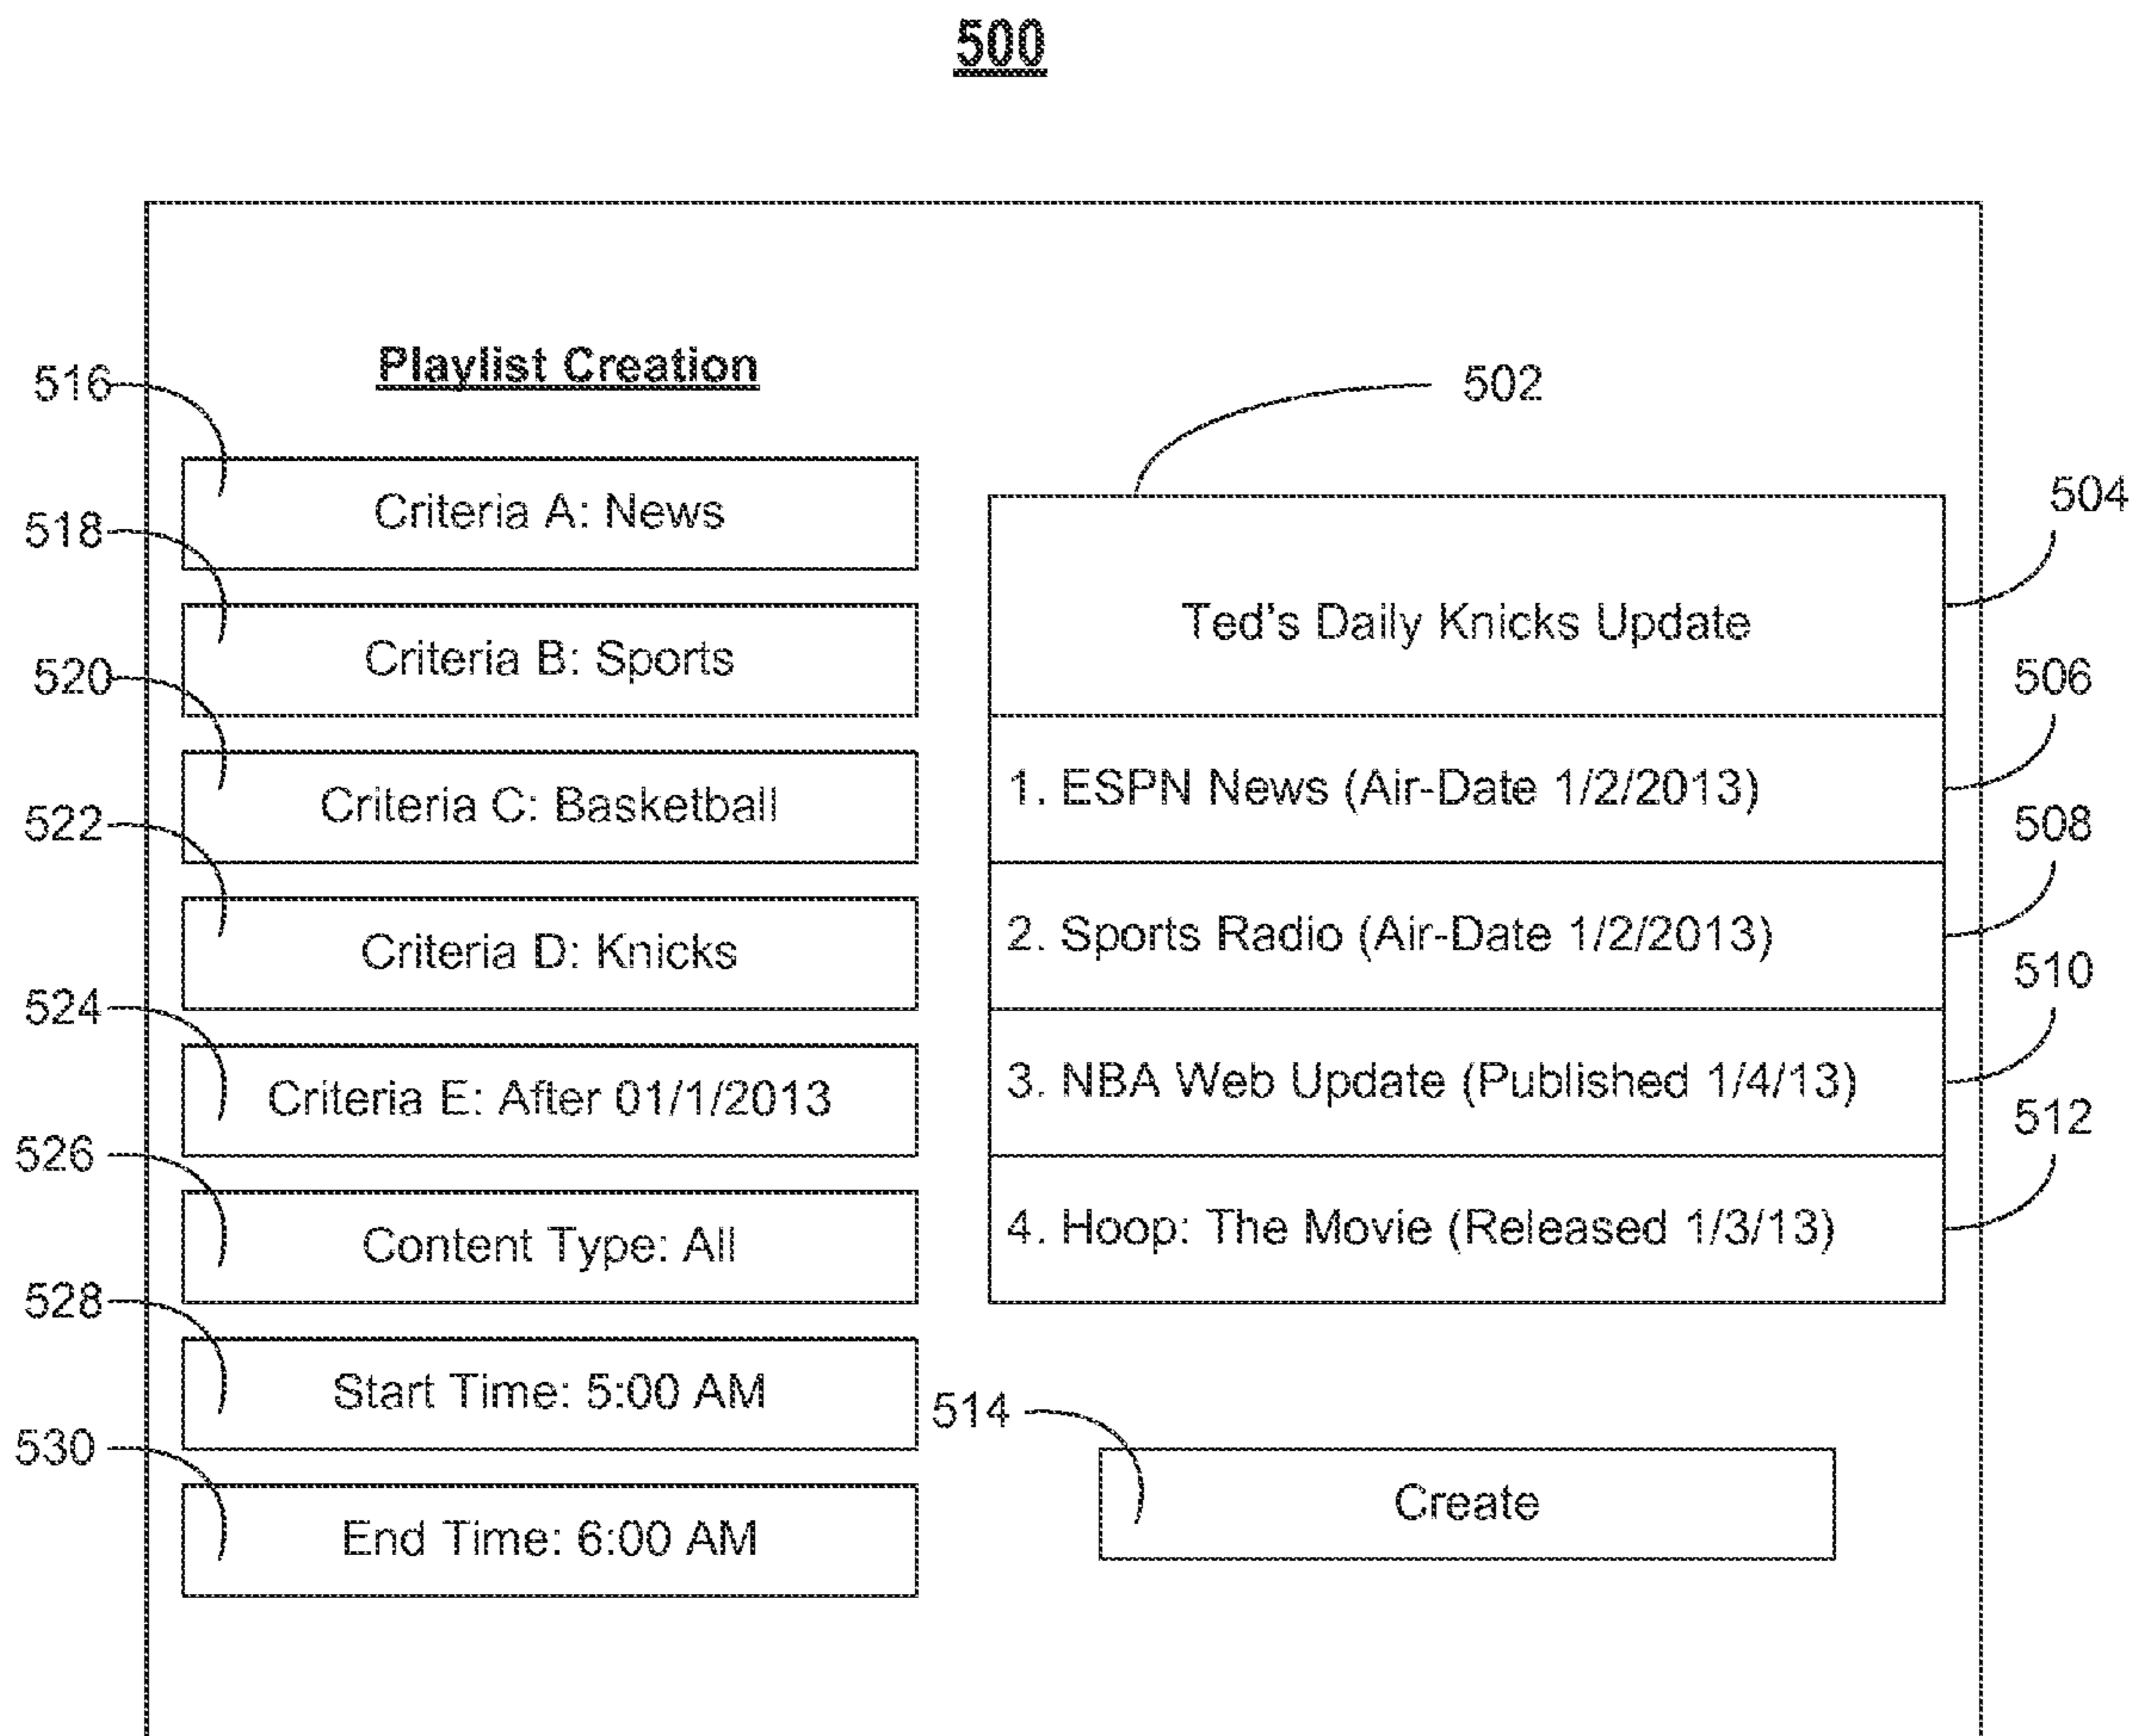 500
Playlist Creation
516
Criteria A: News
518
Criteria B: Sports
520
Criteria C: Basketball
522
Criteria D: Knicks
524
Criteria E: After 01/1/2013
526
Content Type: All
528
Start Time: 5:00 AM
530
End Time: 6:00 AM
502
504
Ted's Daily Knicks Update
506
1. ESPN News (Air-Date 1/2/2013)
508
2. Sports Radio (Air-Date 1/2/2013)
510
3. NBA Web Update (Published 1/4/13)
512
4. Hoop: The Movie (Released 1/3/13)
514
Create